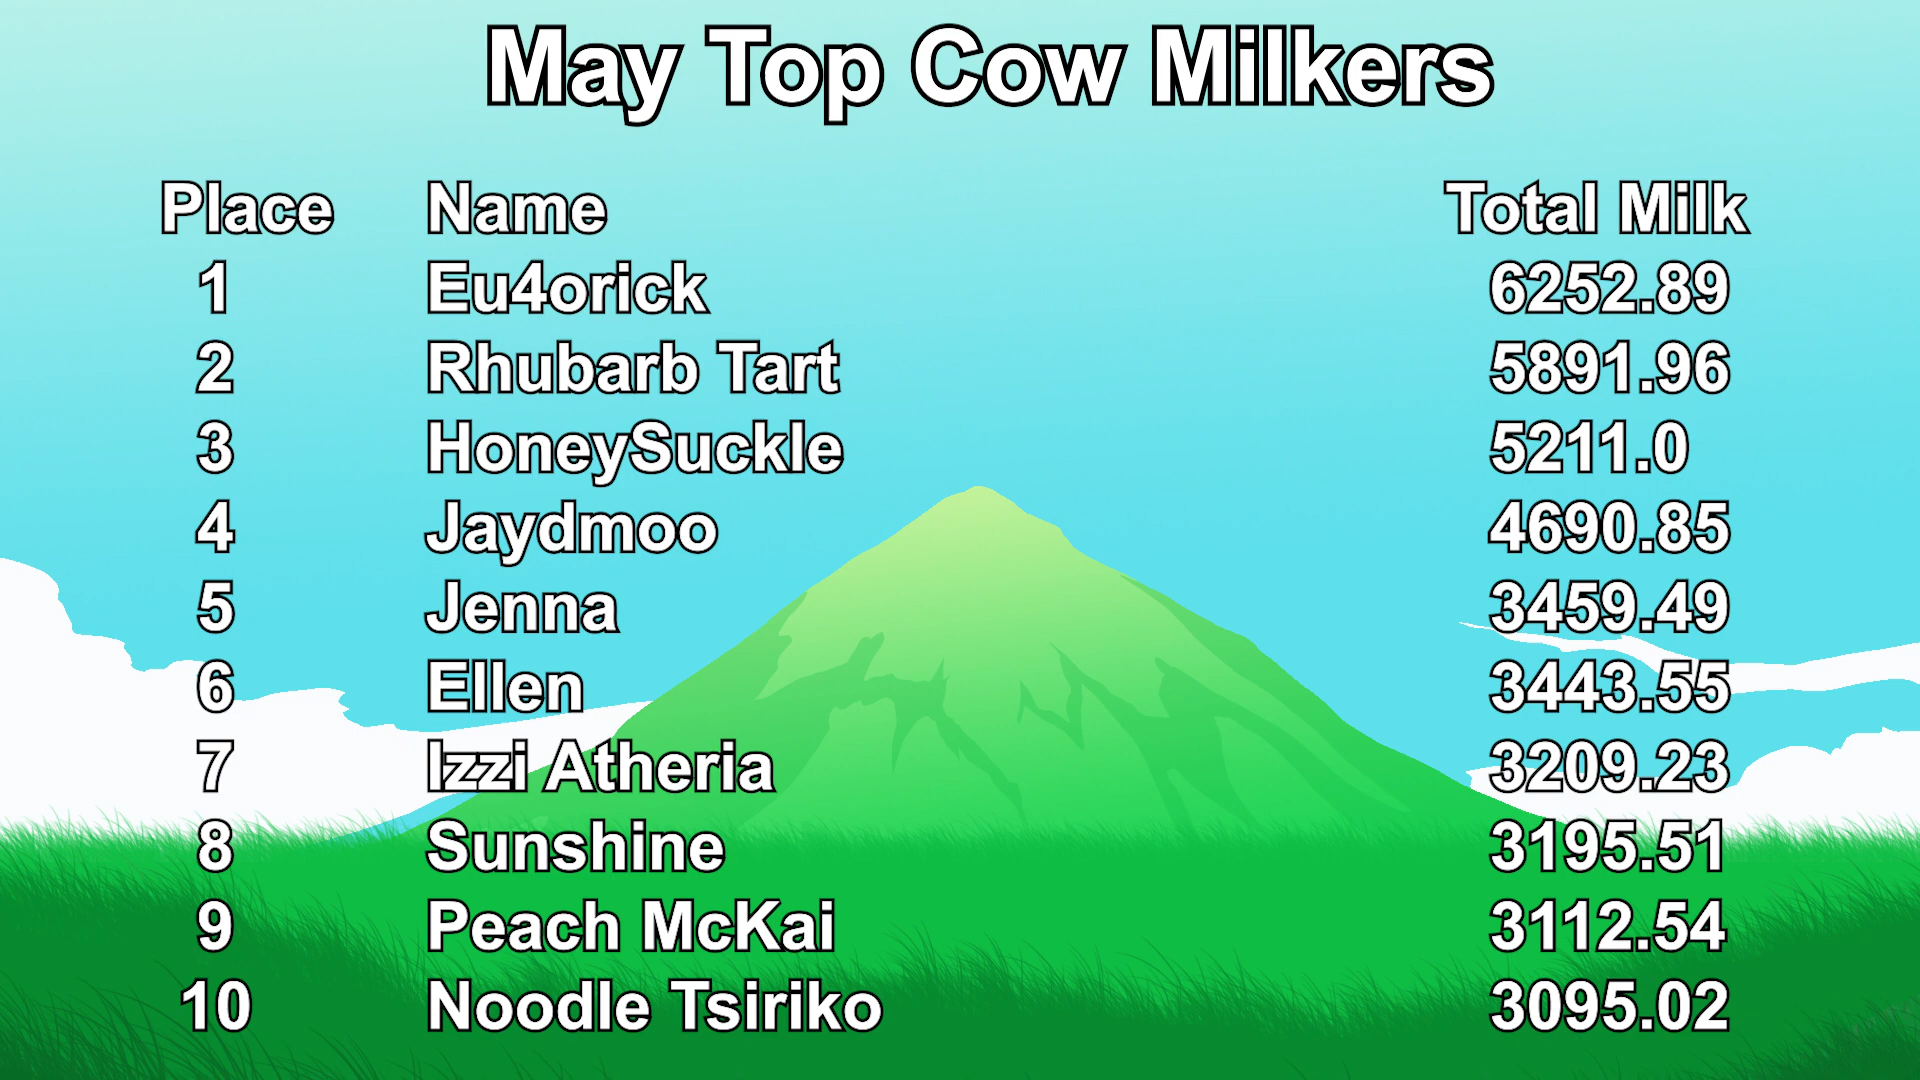 May Top Cow Milkers
Place Name Total Milk
1 Eu4orick 6252.89
2 Rhubarb Tart 5891.96
3 HoneySuckle 5211.0
4 Jaydmoo 4690.85
5 Jenna 3459.49
6 Ellen 3443.55
7 Izzi Atheria 3209.23
8 Sunshine 3195.51
9 Peach McKai 3112.54
10 Noodle Tsiriko 3095.02